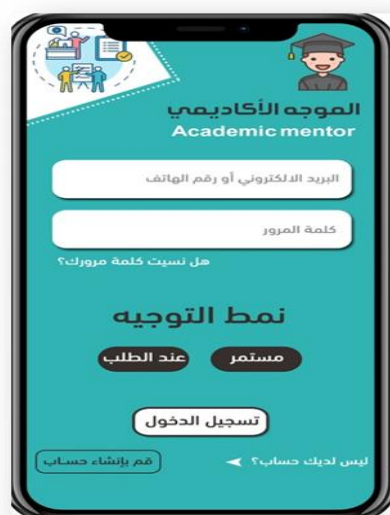 الموجه الأكاديمي
Academic mentor
البريد الالكتروني أو رقم الهاتف
كلمة المرور
هل نسيت كلمة مرورك؟
نمط التوجيه
مستمر
عند الطلب
تسجيل الدخول
ليس لديك حساب؟
قم بإنشاء حساب